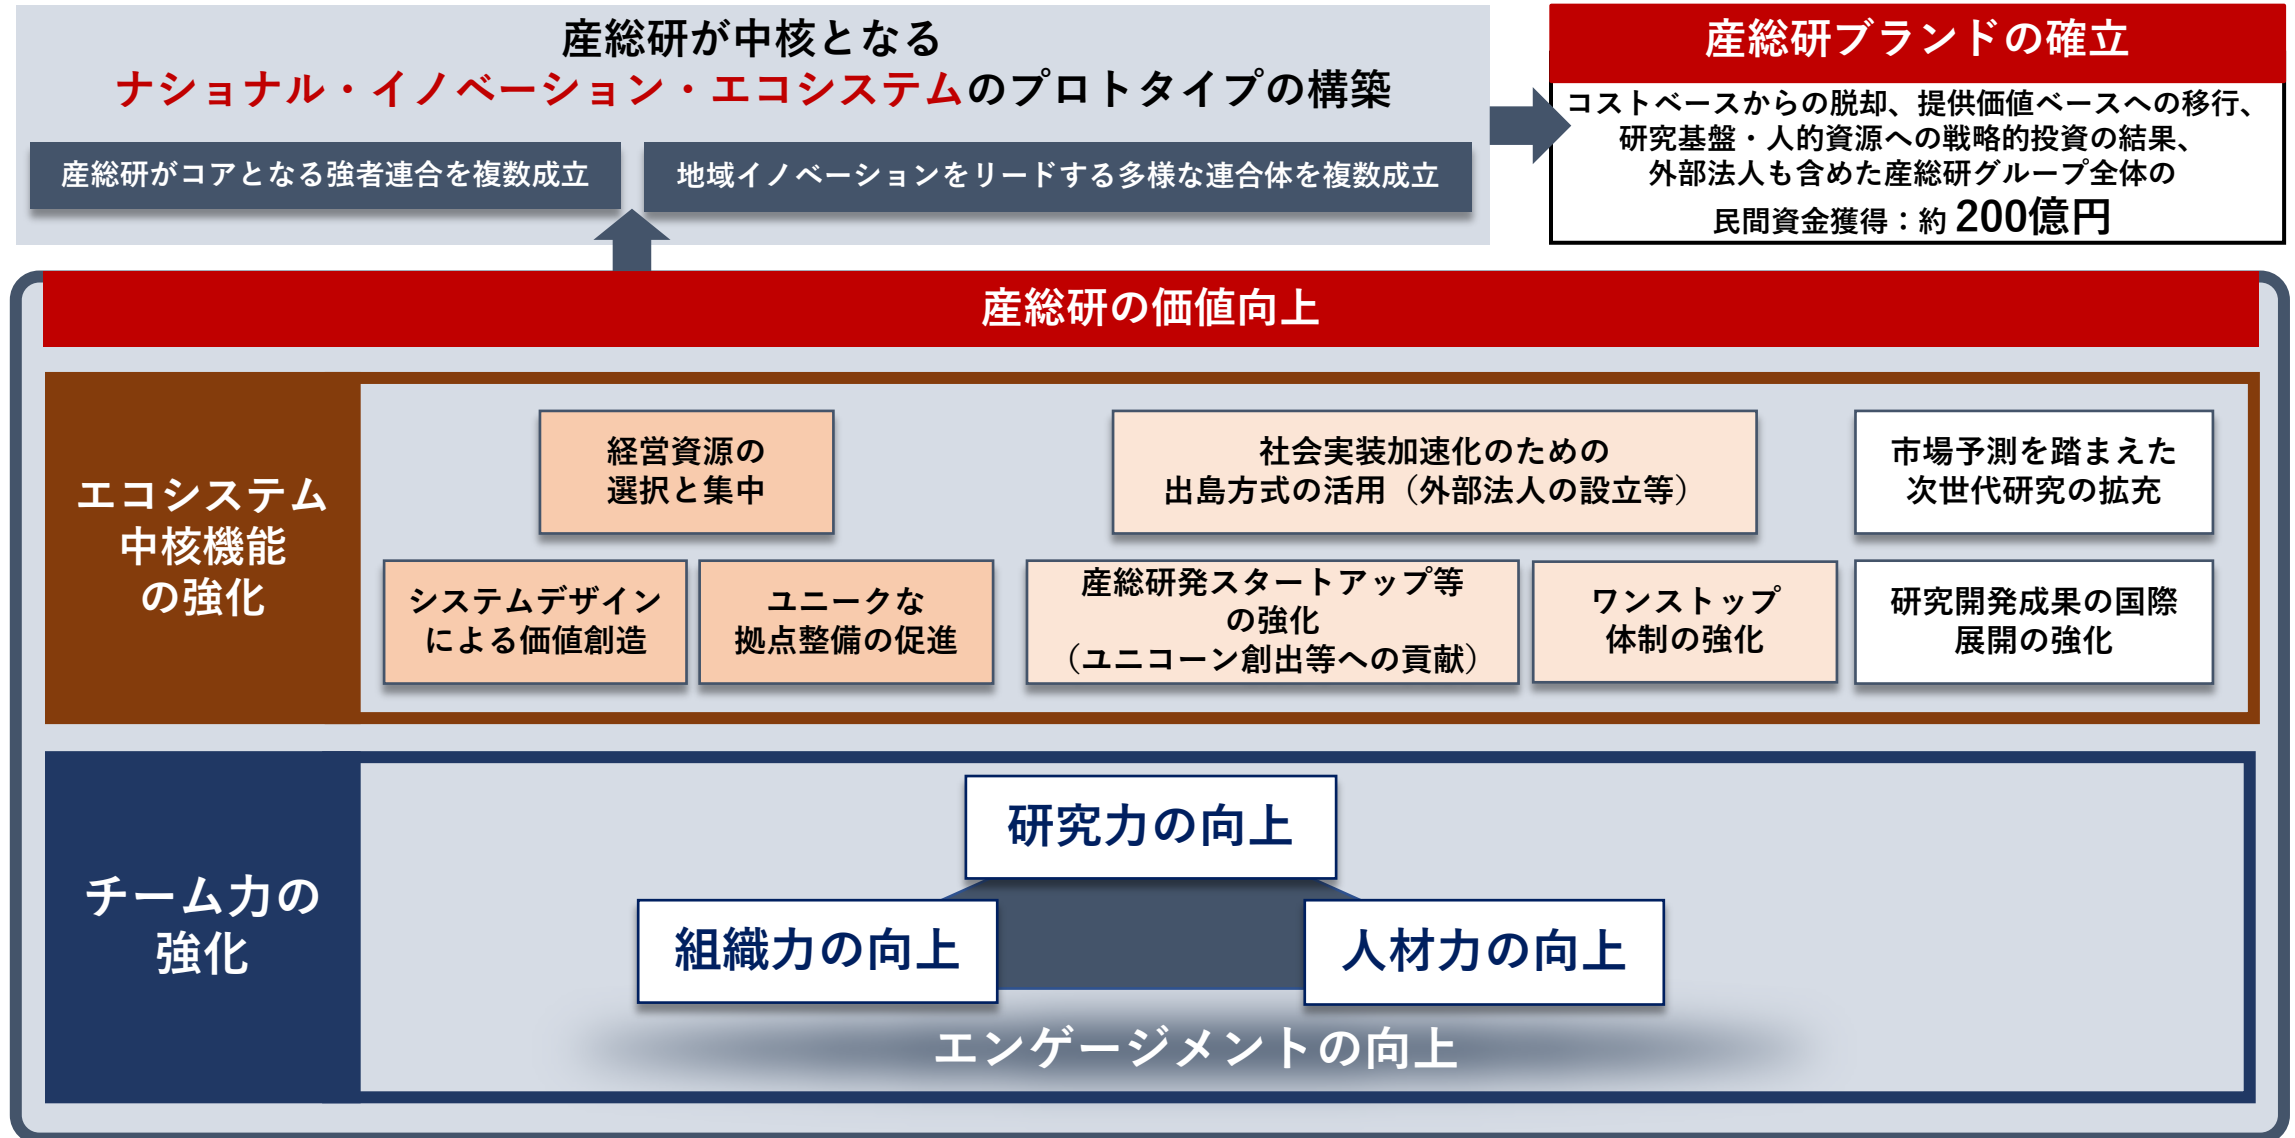 産総研が中核となる
ナショナル・イノベーション・エコシステムのプロトタイプの構築
産総研がコアとなる強者連合を複数成立
地域イノベーションをリードする多様な連合体を複数成立
産総研ブランドの確立
コストベースからの脱却、提供価値ベースへの移行、
研究基盤・人的資源への戦略的投資の結果、
外部法人も含めた産総研グループ全体の
民間資金獲得：約 200億円
産総研の価値向上
エコシステム
中核機能
の強化
経営資源の
選択と集中
社会実装加速化のための
出島方式の活用（外部法人の設立等）
市場予測を踏まえた
次世代研究の拡充
システムデザイン
による価値創造
ユニークな
拠点整備の促進
産総研発スタートアップ等
の強化
（ユニコーン創出等への貢献）
ワンストップ
体制の強化
研究開発成果の国際
展開の強化
チーム力の
強化
研究力の向上
組織力の向上
人材力の向上
エンゲージメントの向上